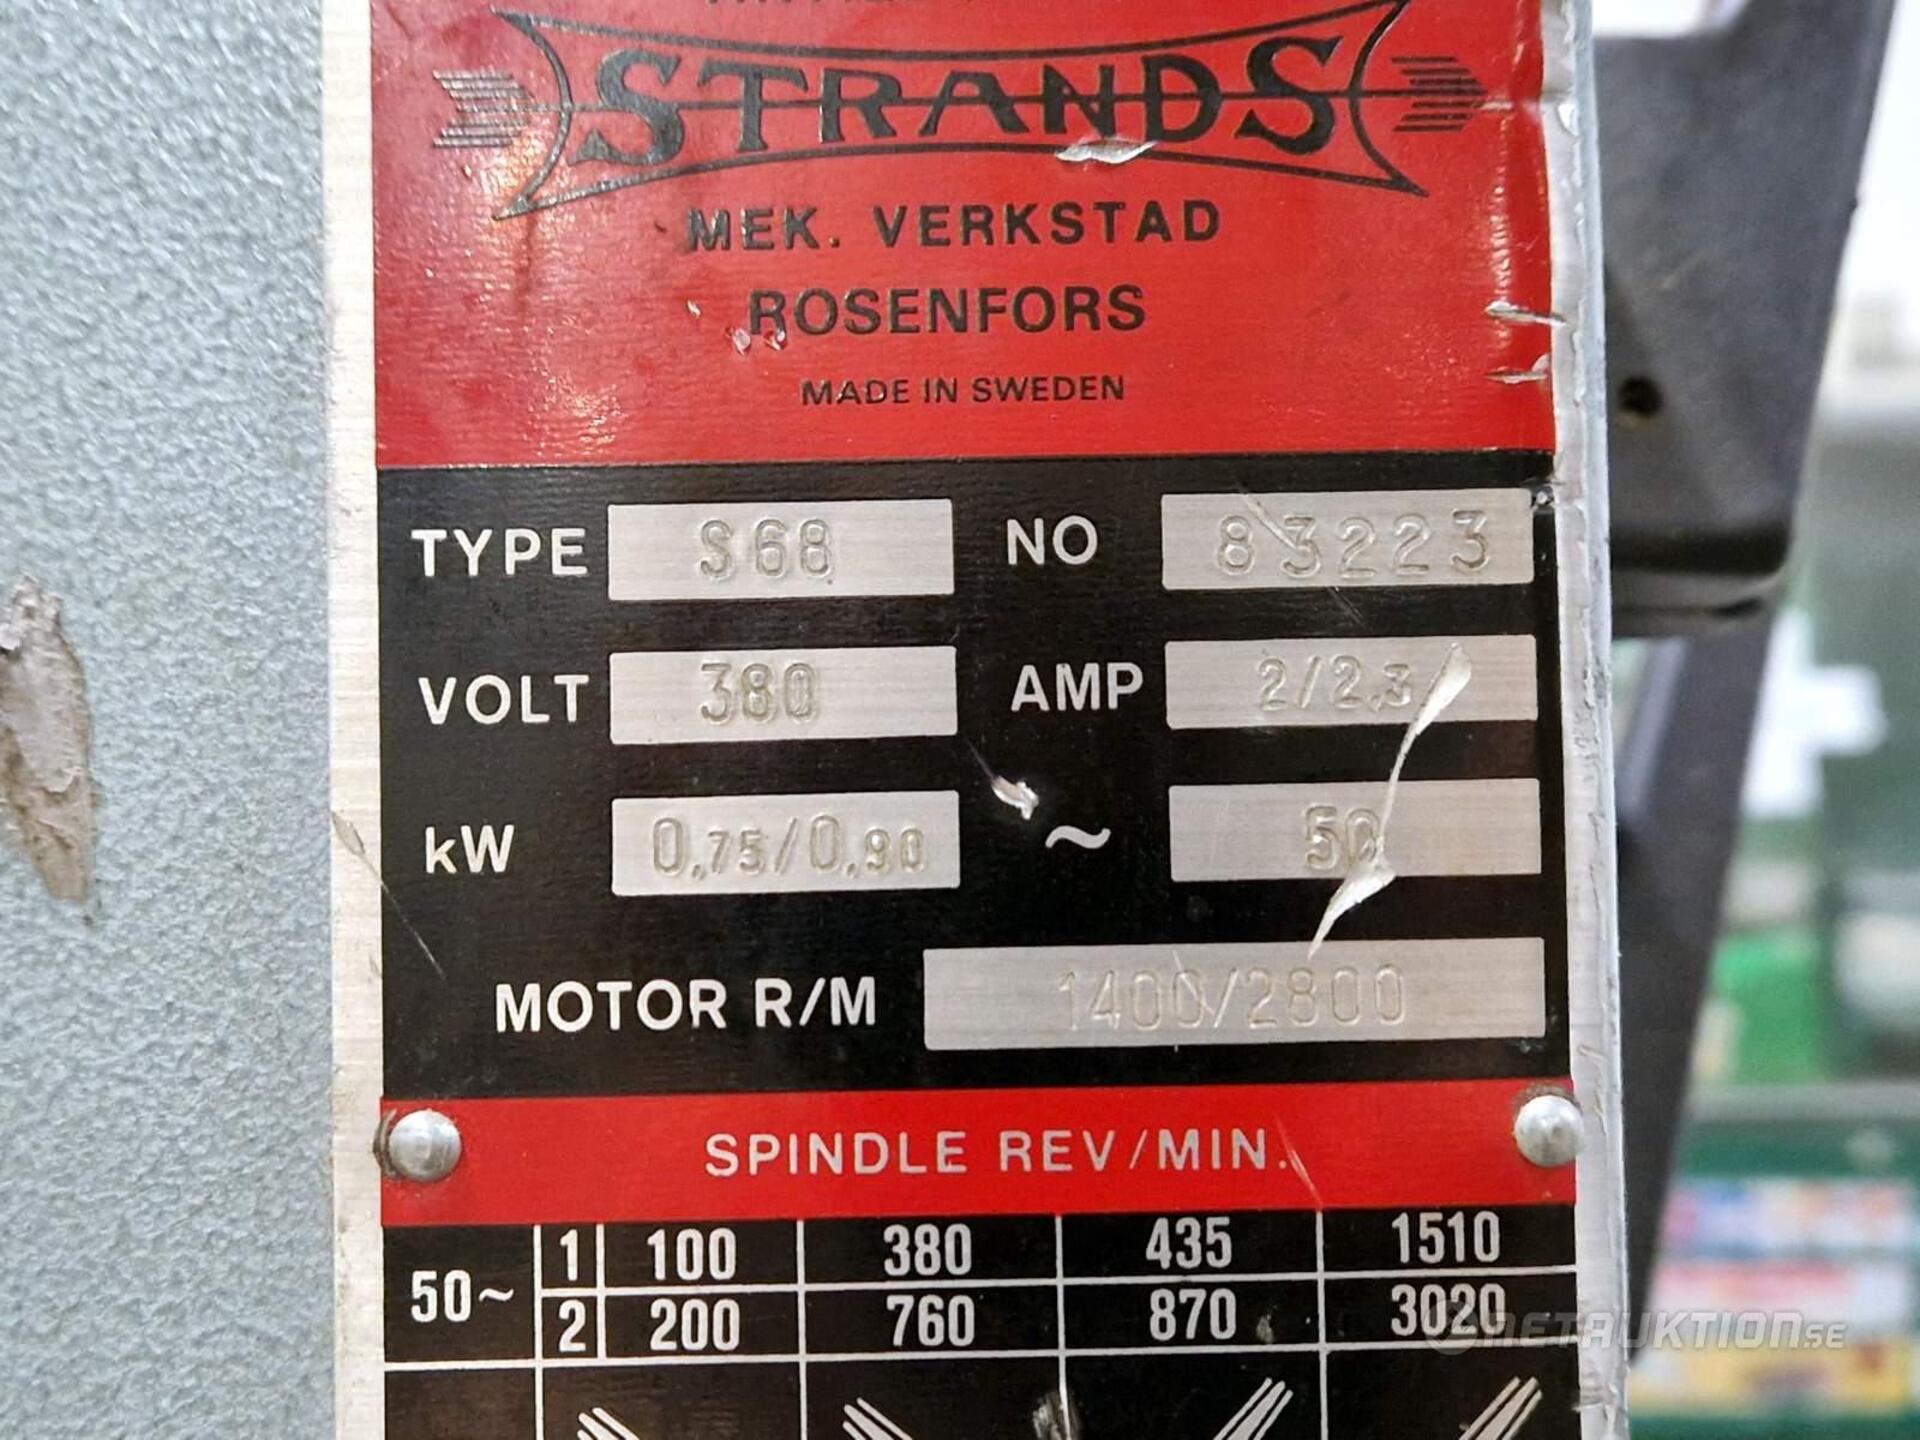 STRANDS
MEK. VERKSTAD
ROSENFORS
MADE IN SWEDEN
TYPE S68 NO 83223
VOLT 380 AMP 2/2,3
kW 0,75/0,90 ~ 50
MOTOR R/M 1400/2800
SPINDLE REV/MIN.
50~ 1 100 380 435 1510
2 200 760 870 3020
NETAUKTION.SE